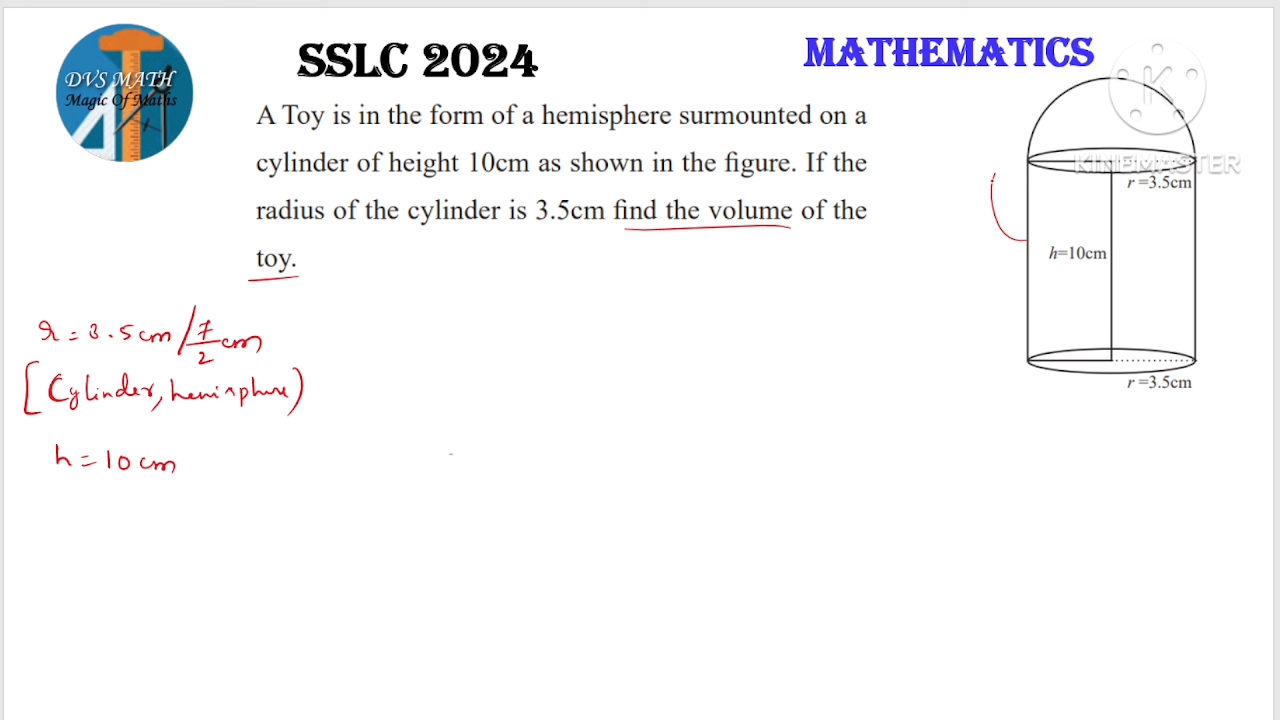 DVS MATH
Magic Of Maths
SSLC 2024
MATHEMATICS
A Toy is in the form of a hemisphere surmounted on a
cylinder of height 10cm as shown in the figure. If the
radius of the cylinder is 3.5cm find the volume of the
toy.
K
KINEMASTER
r =3.5cm
h=10cm
r =3.5cm
r = 3.5cm / 7/2 cm
[Cylinder, hemisphere)
h = 10 cm